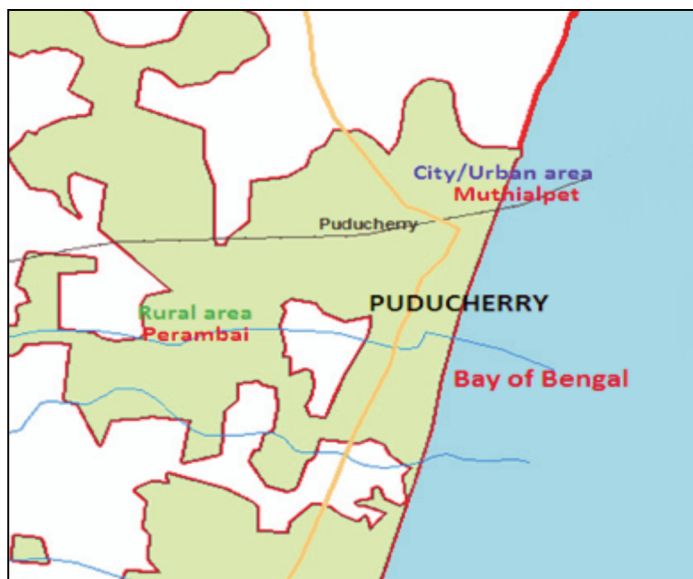 City/Urban area
Muthialpet
Puducherry
PUDUCHERRY
Rural area
Perambai
Bay of Bengal